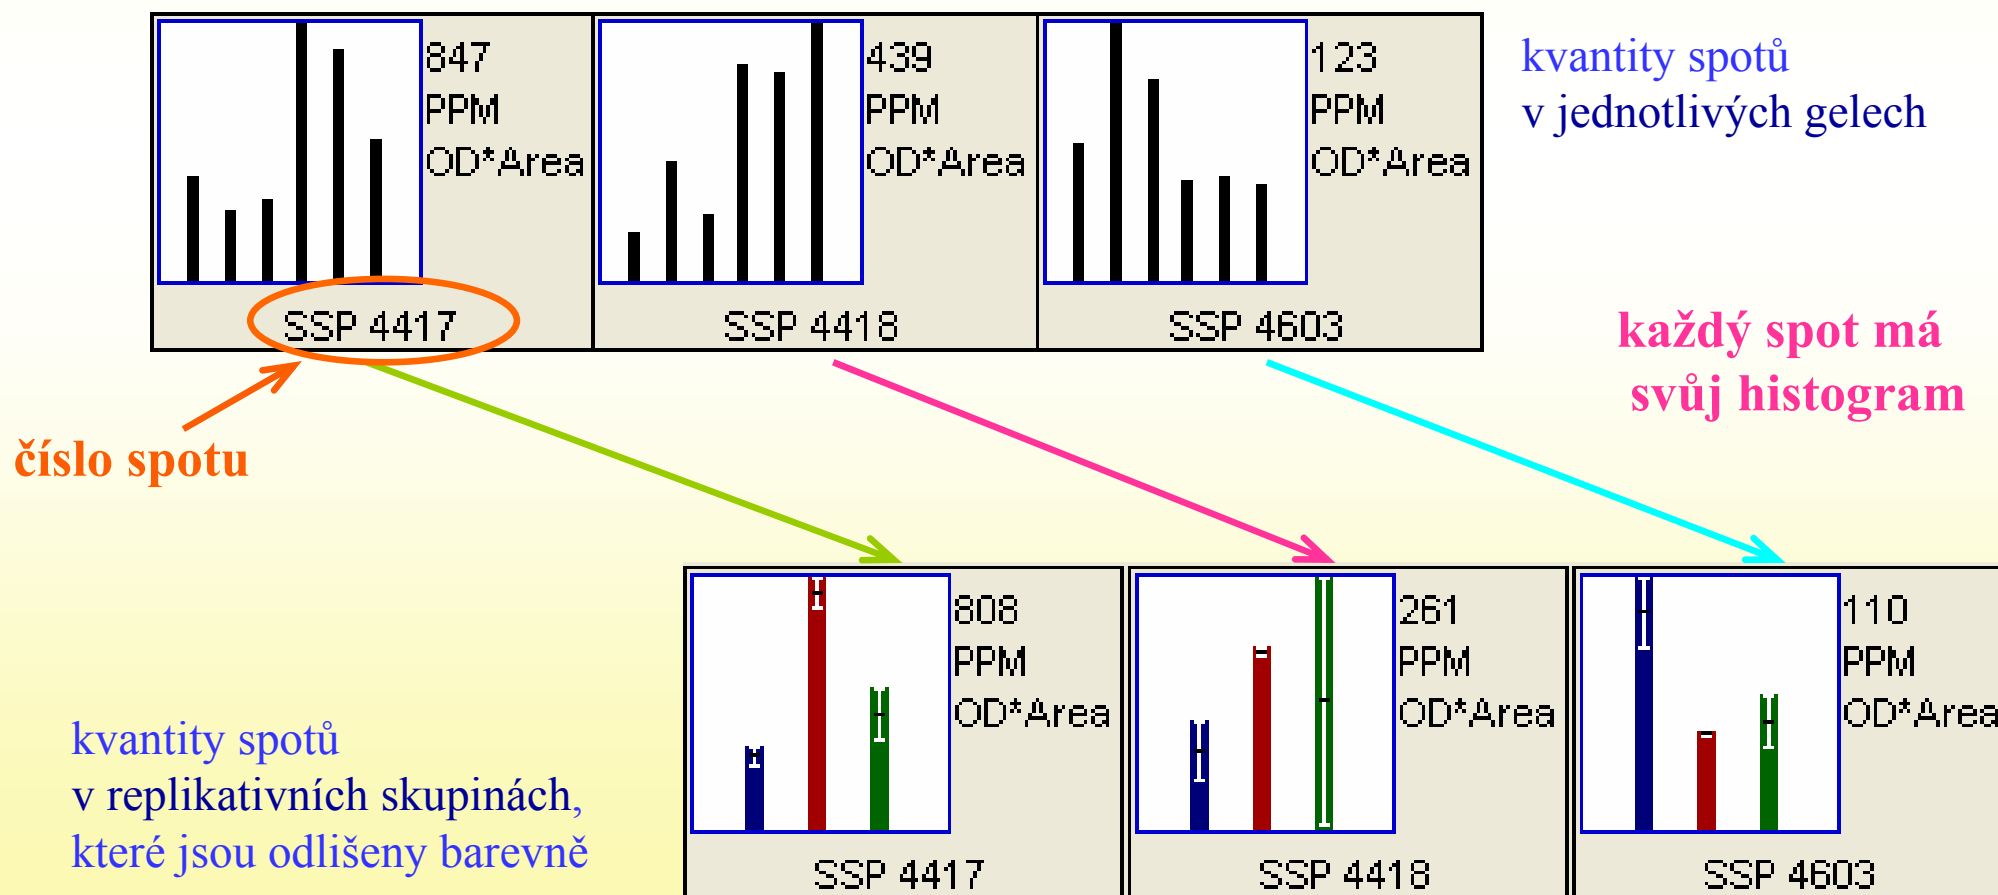 847
PPM
OD*Area
SSP 4417
439
PPM
OD*Area
SSP 4418
123
PPM
OD*Area
SSP 4603
kvantity spotů
v jednotlivých gelech
každý spot má
svůj histogram
číslo spotu
kvantity spotů
v replikativních skupinách,
které jsou odlišeny barevně
808
PPM
OD*Area
SSP 4417
261
PPM
OD*Area
SSP 4418
110
PPM
OD*Area
SSP 4603